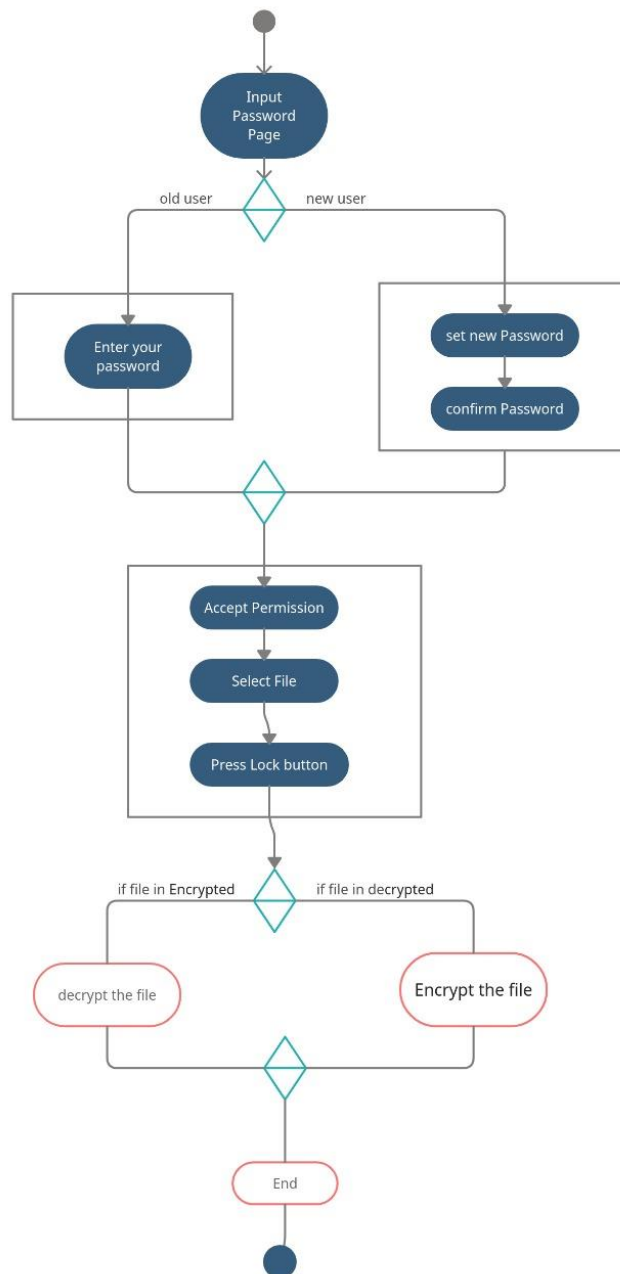 Input
Password
Page
old user
new user
Enter your
password
set new Password
confirm Password
Accept Permission
Select File
Press Lock button
if file in Encrypted
if file in decrypted
decrypt the file
Encrypt the file
End